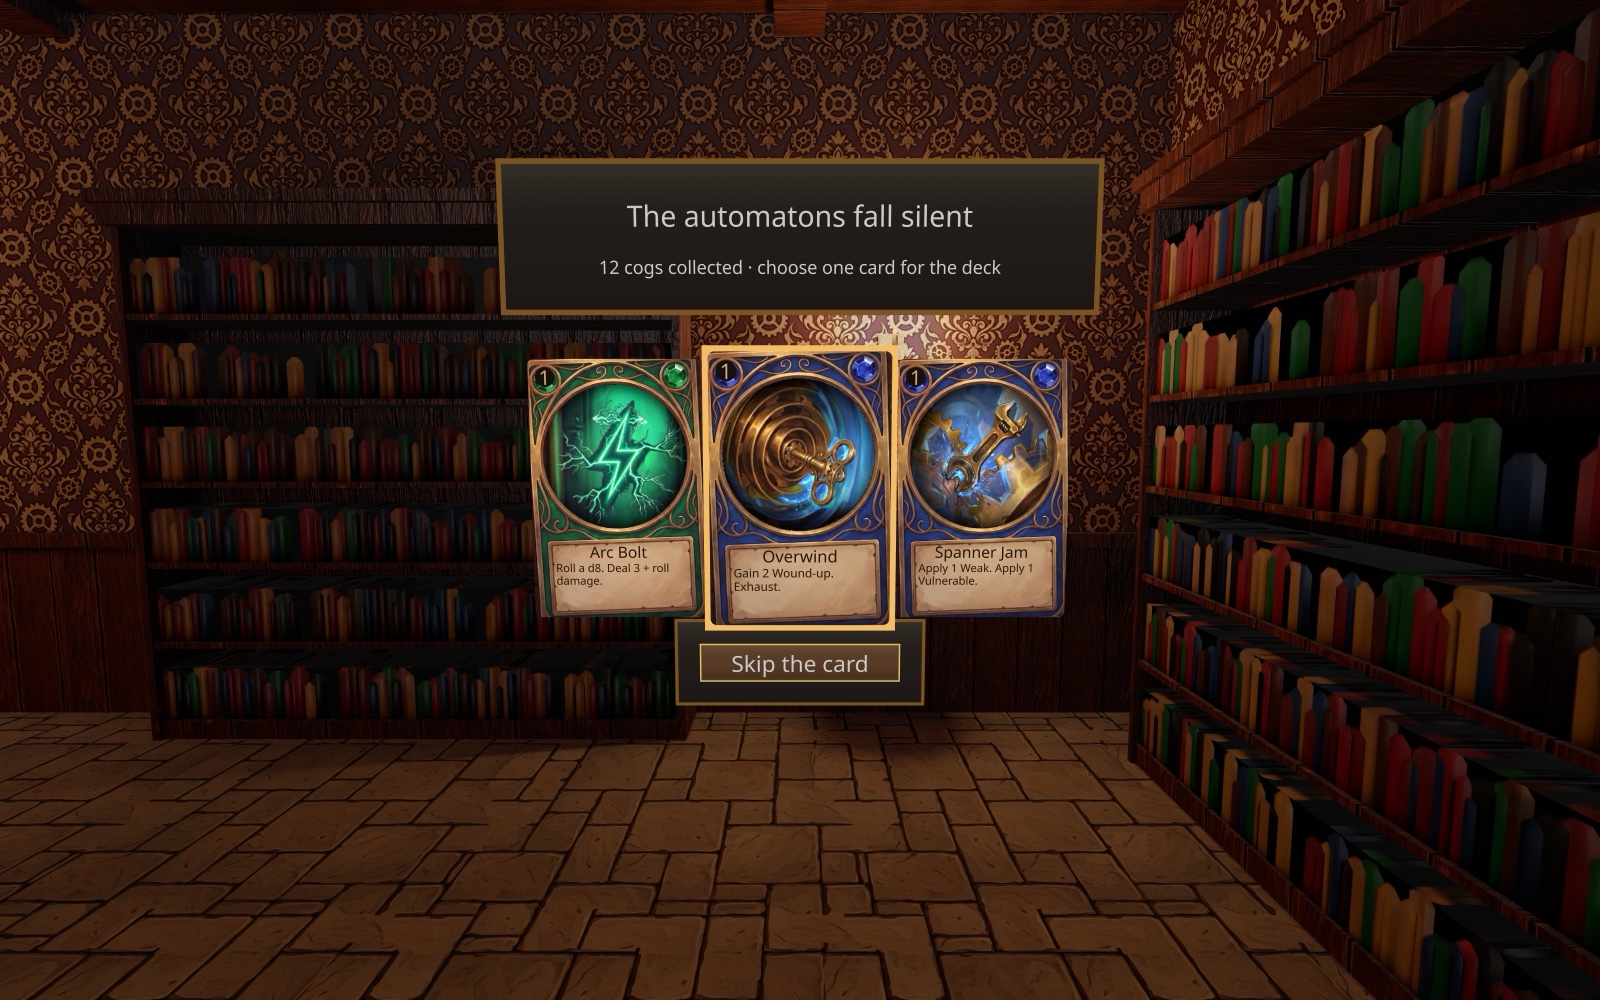 The automatons fall silent
12 cogs collected · choose one card for the deck
1
Arc Bolt
Roll a d8. Deal 3 + roll
damage.
1
Overwind
Gain 2 Wound-up.
Exhaust.
1
Spanner Jam
Apply 1 Weak. Apply 1
Vulnerable.
Skip the card